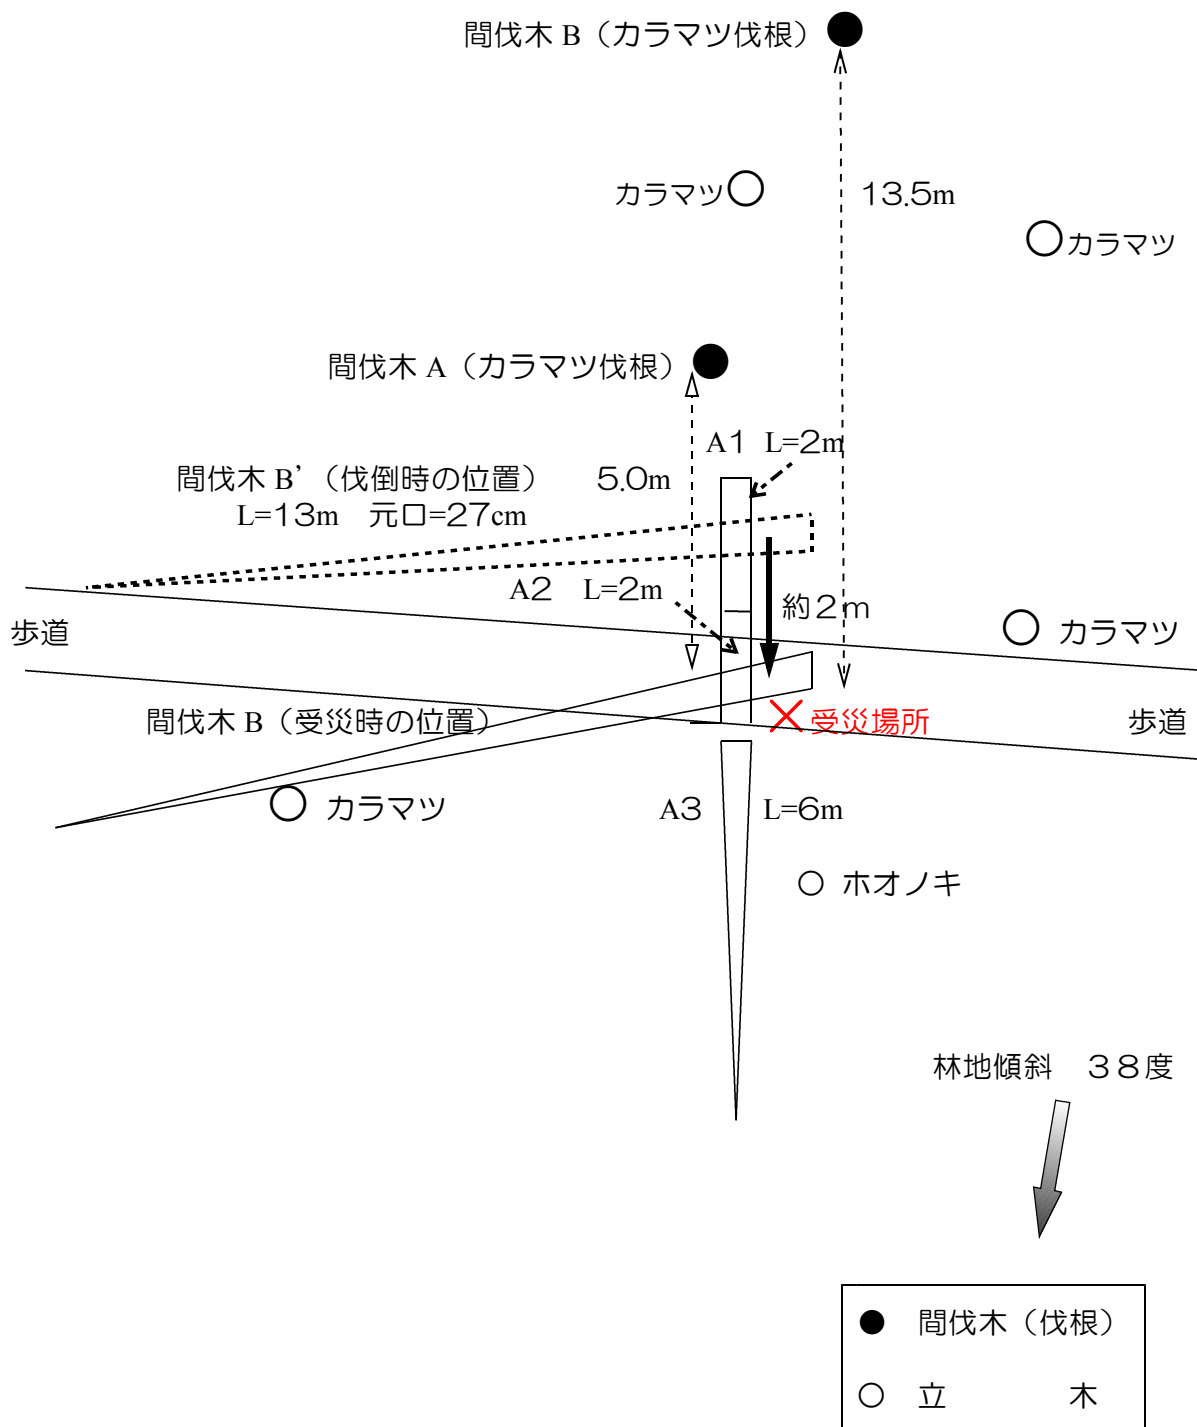 間伐木 B（カラマツ伐根）
カラマツ
13.5m
カラマツ
間伐木 A（カラマツ伐根）
A1 L=2m
間伐木 B’（伐倒時の位置）
5.0m
L=13m 元口=27cm
A2 L=2m
約２ｍ
歩道
カラマツ
間伐木 B（受災時の位置）
受災場所
歩道
カラマツ
A3 L=6m
ホオノキ
林地傾斜　３８度
● 間伐木（伐根）
○ 立　　　木